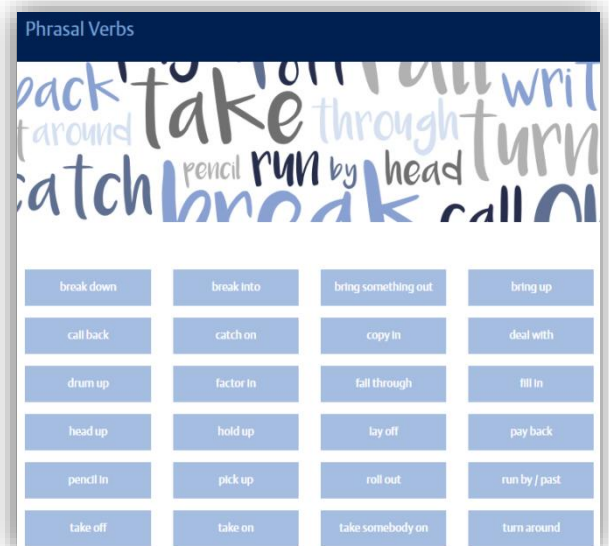 Phrasal Verbs
back take through writ
around turn
catch pencil run by head
break call
break down break into bring something out bring up
call back catch on copy in deal with
drum up factor in fall through fill in
head up hold up lay off pay back
pencil in pick up roll out run by / past
take off take on take somebody on turn around